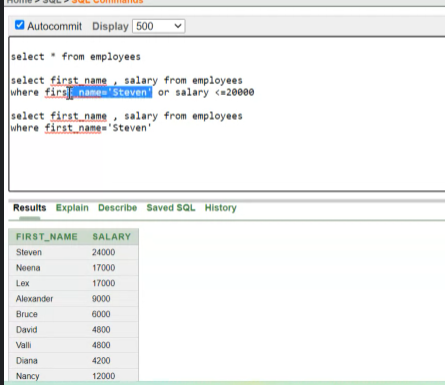 Home > SQL > SQL Commands
Autocommit Display 500
select * from employees
select first_name , salary from employees
where first_name='Steven' or salary <=20000
select first_name , salary from employees
where first_name='Steven'
Results Explain Describe Saved SQL History
FIRST_NAME SALARY
Steven 24000
Neena 17000
Lex 17000
Alexander 9000
Bruce 6000
David 4800
Valli 4800
Diana 4200
Nancy 12000